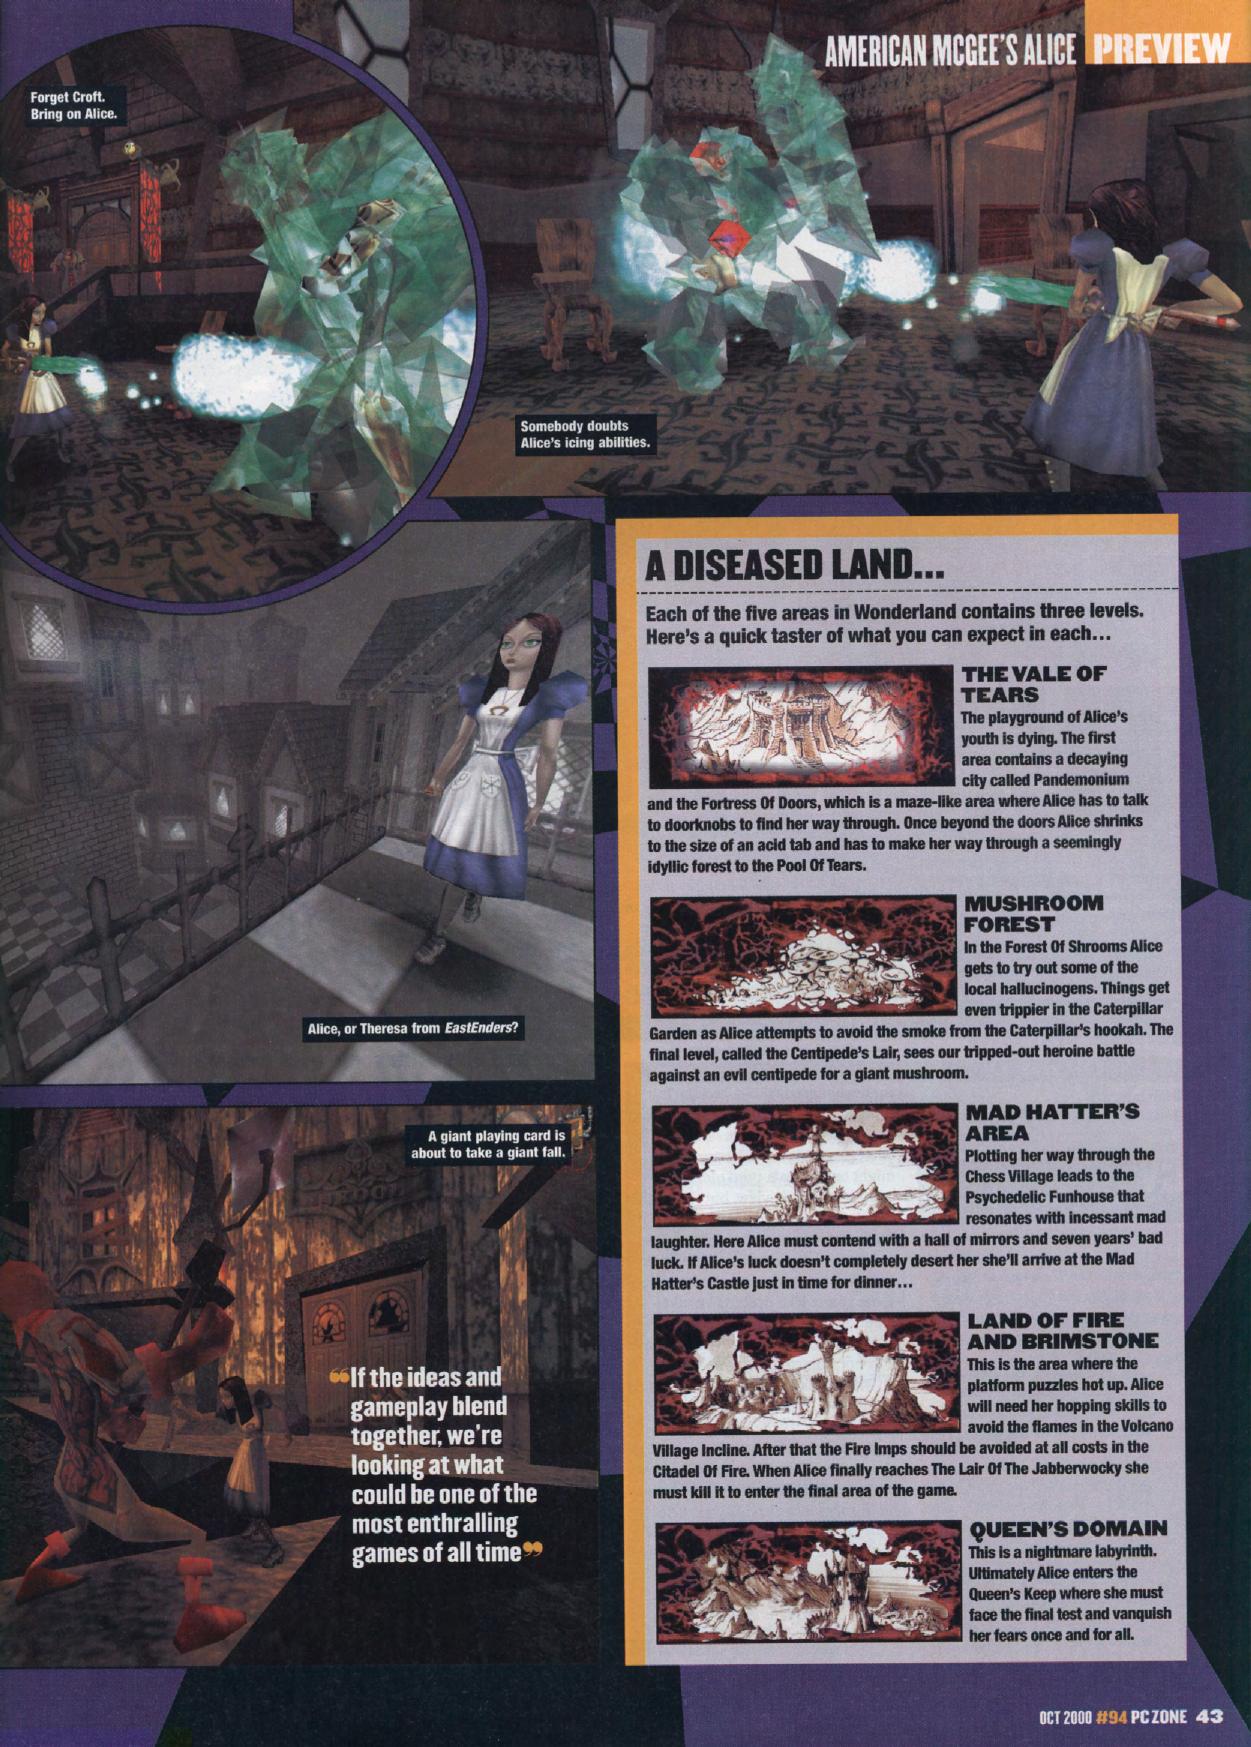 AMERICAN MCGEE'S ALICE PREVIEW
Forget Croft.
Bring on Alice.
Somebody doubts
Alice's icing abilities.
Alice, or Theresa from EastEnders?
A giant playing card is
about to take a giant fall.
“If the ideas and
gameplay blend
together, we're
looking at what
could be one of the
most enthralling
games of all time”
A DISEASED LAND...
Each of the five areas in Wonderland contains three levels.
Here's a quick taster of what you can expect in each...
THE VALE OF
TEARS
The playground of Alice's
youth is dying. The first
area contains a decaying
city called Pandemonium
and the Fortress Of Doors, which is a maze-like area where Alice has to talk
to doorknobs to find her way through. Once beyond the doors Alice shrinks
to the size of an acid tab and has to make her way through a seemingly
idyllic forest to the Pool Of Tears.
MUSHROOM
FOREST
In the Forest Of Shrooms Alice
gets to try out some of the
local hallucinogens. Things get
even trippier in the Caterpillar
Garden as Alice attempts to avoid the smoke from the Caterpillar's hookah. The
final level, called the Centipede's Lair, sees our tripped-out heroine battle
against an evil centipede for a giant mushroom.
MAD HATTER'S
AREA
Plotting her way through the
Chess Village leads to the
Psychedelic Funhouse that
resonates with incessant mad
laughter. Here Alice must contend with a hall of mirrors and seven years' bad
luck. If Alice's luck doesn't completely desert her she'll arrive at the Mad
Hatter's Castle just in time for dinner...
LAND OF FIRE
AND BRIMSTONE
This is the area where the
platform puzzles hot up. Alice
will need her hopping skills to
avoid the flames in the Volcano
Village Incline. After that the Fire Imps should be avoided at all costs in the
Citadel Of Fire. When Alice finally reaches The Lair Of The Jabberwocky she
must kill it to enter the final area of the game.
QUEEN'S DOMAIN
This is a nightmare labyrinth.
Ultimately Alice enters the
Queen's Keep where she must
face the final test and vanquish
her fears once and for all.
OCT 2000 #94 PC ZONE 43